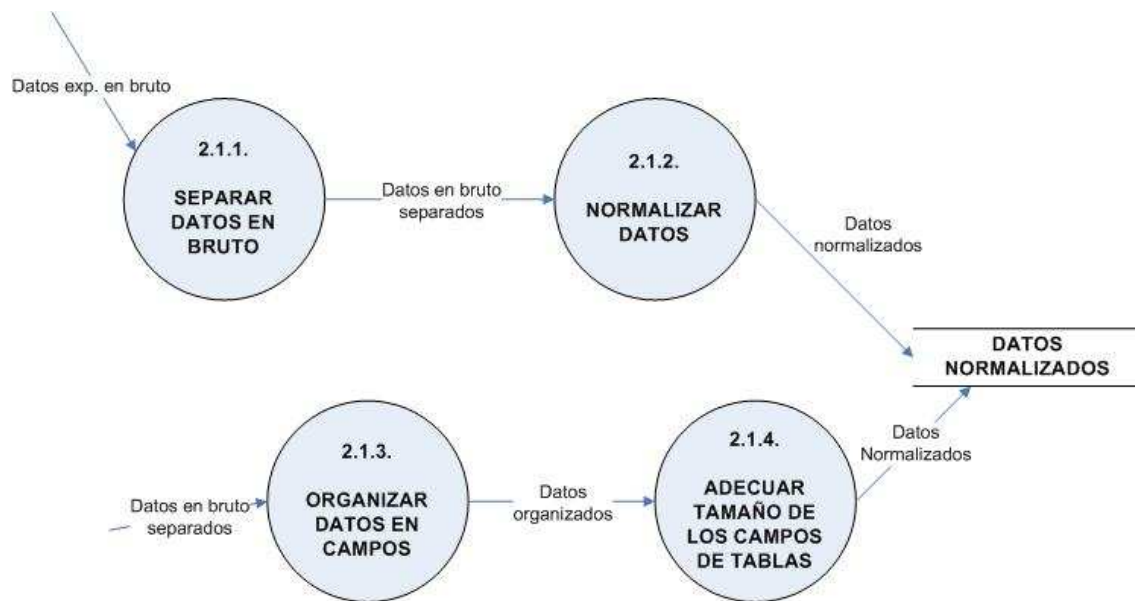 Datos exp. en bruto
2.1.1.
SEPARAR
DATOS EN
BRUTO
Datos en bruto
separados
2.1.2.
NORMALIZAR
DATOS
Datos
normalizados
DATOS
NORMALIZADOS
Datos en bruto
separados
2.1.3.
ORGANIZAR
DATOS EN
CAMPOS
Datos
organizados
2.1.4.
ADECUAR
TAMAÑO DE
LOS CAMPOS
DE TABLAS
Datos
Normalizados